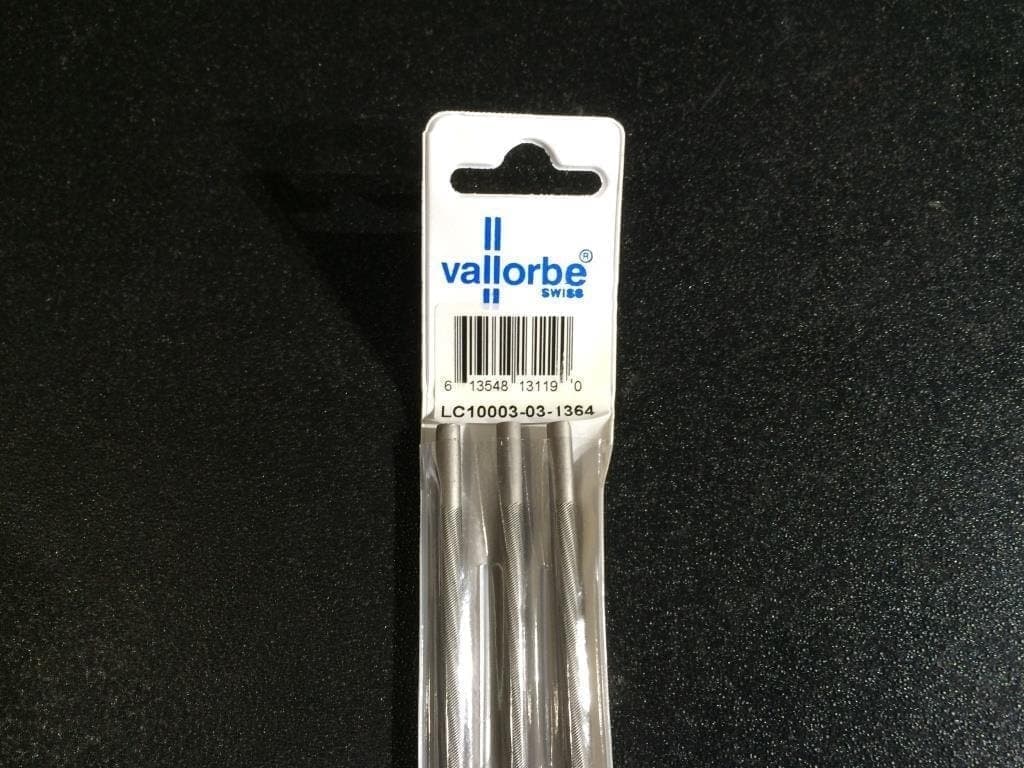 vallorbe®
SWISS
6 13548 13119 0
LC10003-03-1364